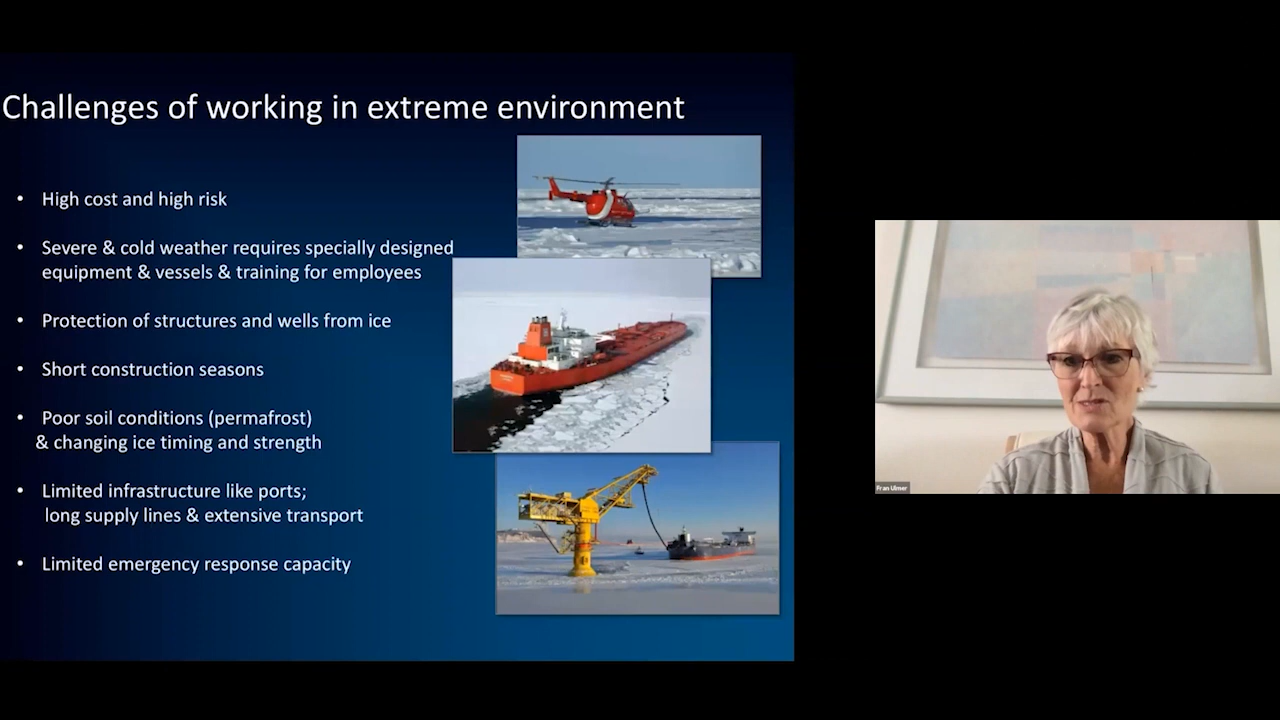 Challenges of working in extreme environment
• High cost and high risk
• Severe & cold weather requires specially designed
equipment & vessels & training for employees
• Protection of structures and wells from ice
• Short construction seasons
• Poor soil conditions (permafrost)
& changing ice timing and strength
• Limited infrastructure like ports;
long supply lines & extensive transport
• Limited emergency response capacity
Fran Ulmer